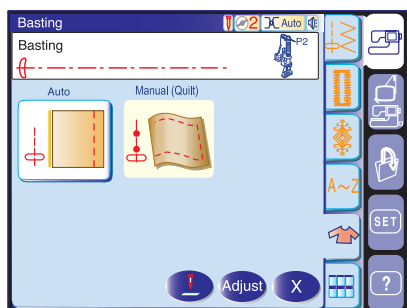 Basting
2
Auto
Basting
P2
Auto
Manual (Quilt)
A~Z
SET
Adjust
X
?